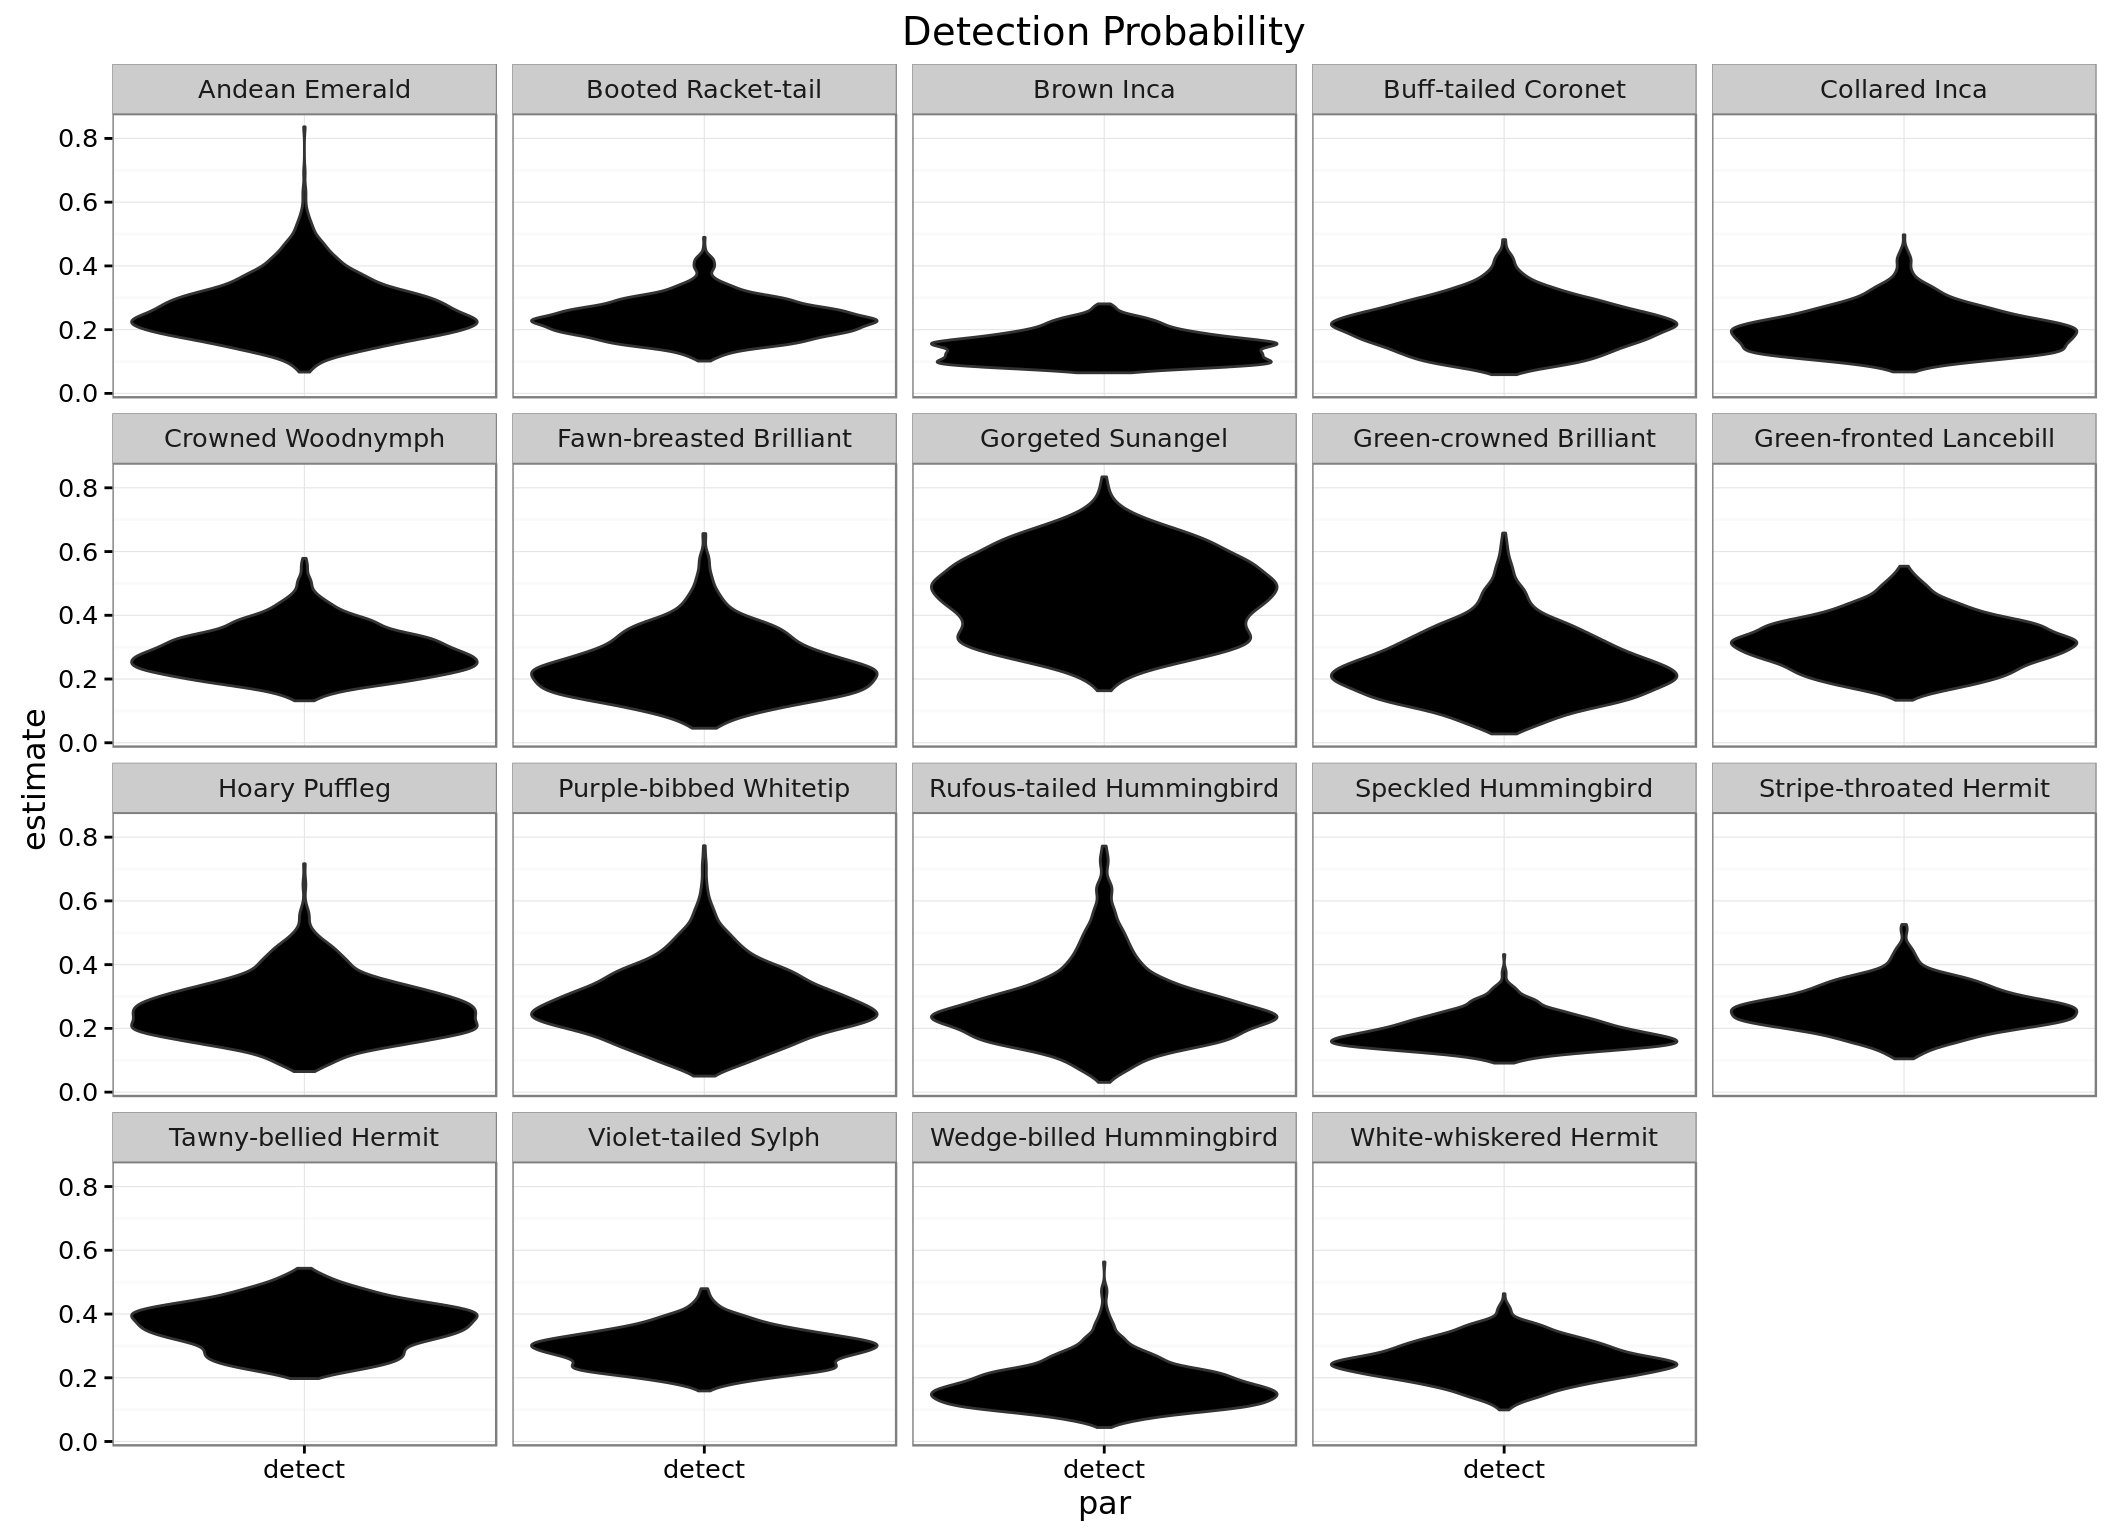 Detection Probability
Andean Emerald Booted Racket-tail Brown Inca Buff-tailed Coronet Collared Inca
0.8
0.6
0.4
0.2
0.0
Crowned Woodnymph Fawn-breasted Brilliant Gorgeted Sunangel Green-crowned Brilliant Green-fronted Lancebill
0.8
0.6
0.4
0.2
0.0
estimate
Hoary Puffleg Purple-bibbed Whitetip Rufous-tailed Hummingbird Speckled Hummingbird Stripe-throated Hermit
0.8
0.6
0.4
0.2
0.0
Tawny-bellied Hermit Violet-tailed Sylph Wedge-billed Hummingbird White-whiskered Hermit
0.8
0.6
0.4
0.2
0.0
detect detect detect detect
par